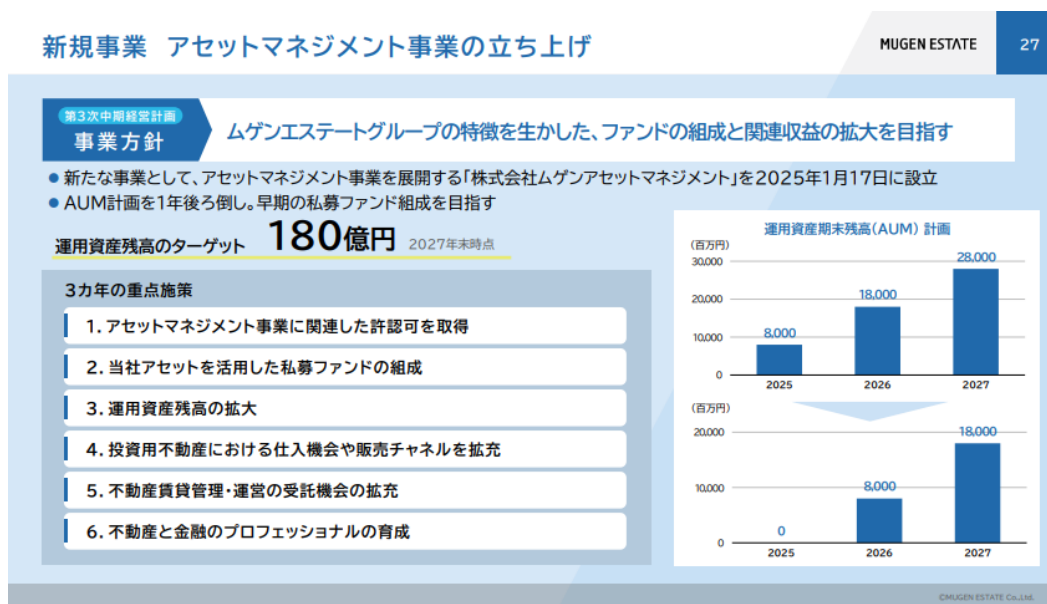 新規事業 アセットマネジメント事業の立ち上げ
MUGEN ESTATE
27
第3次中期経営計画
事業方針
ムゲンエステートグループの特徴を生かした、ファンドの組成と関連収益の拡大を目指す
● 新たな事業として、アセットマネジメント事業を展開する「株式会社ムゲンアセットマネジメント」を2025年1月17日に設立
● AUM計画を1年後ろ倒し。早期の私募ファンド組成を目指す
運用資産残高のターゲット 180億円 2027年末時点
3カ年の重点施策
1. アセットマネジメント事業に関連した許認可を取得
2. 当社アセットを活用した私募ファンドの組成
3. 運用資産残高の拡大
4. 投資用不動産における仕入機会や販売チャネルを拡充
5. 不動産賃貸管理・運営の受託機会の拡充
6. 不動産と金融のプロフェッショナルの育成
運用資産期末残高(AUM) 計画
(百万円)
30,000
20,000
10,000
0
8,000
18,000
28,000
2025 2026 2027
(百万円)
20,000
10,000
0
0
8,000
18,000
2025 2026 2027
©MUGEN ESTATE Co.,Ltd.